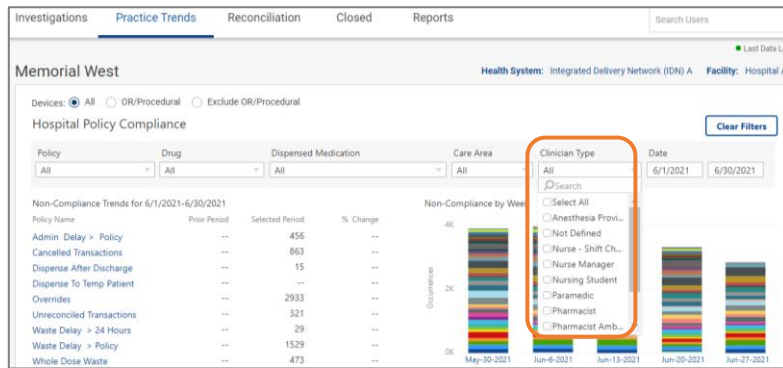 Investigations Practice Trends Reconciliation Closed Reports Search Users
Last Data L
Memorial West Health System: Integrated Delivery Network (IDN) A Facility: Hospital A
Devices: All OR/Procedural Exclude OR/Procedural
Hospital Policy Compliance Clear Filters
Policy Drug Dispensed Medication Care Area Clinician Type Date
All All All All All 6/1/2021 6/30/2021
Search
Non-Compliance Trends for 6/1/2021-6/30/2021 Non-Compliance by Week
Policy Name Prior Period Selected Period % Change
Admin Delay > Policy -- 456 --
Cancelled Transactions -- 863 --
Dispense After Discharge -- 15 --
Dispense To Temp Patient -- -- --
Overrides -- 2933 --
Unreconciled Transactions -- 321 --
Waste Delay > 24 Hours -- 29 --
Waste Delay > Policy -- 1529 --
Whole Dose Waste -- 473 --
Select All
Anesthesia Provi...
Not Defined
Nurse - Shift Ch...
Nurse Manager
Nursing Student
Paramedic
Pharmacist
Pharmacist Amb...
4K
2K
0K
Occurrences
May-30-2021 Jun-6-2021 Jun-13-2021 Jun-20-2021 Jun-27-2021